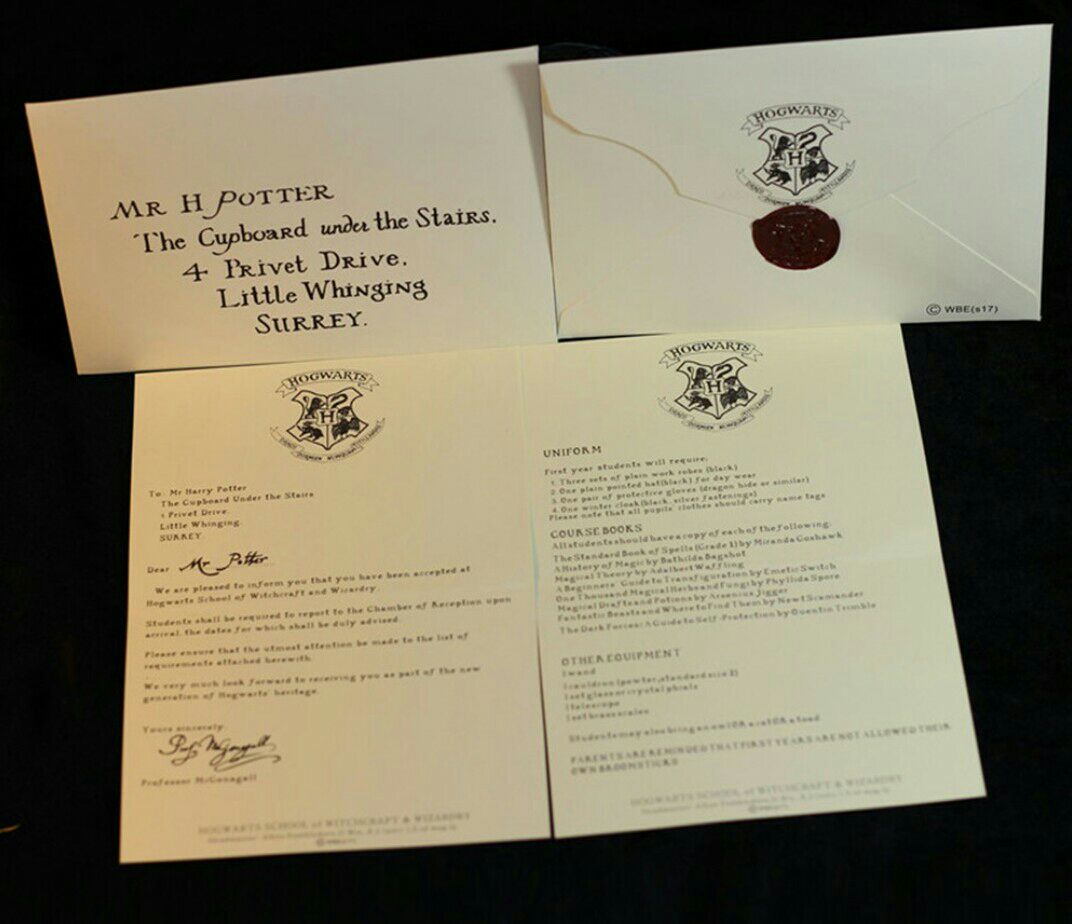 MR H POTTER
The Cupboard under the Stairs,
4 Privet Drive,
Little Whinging
SURREY.
HOGWARTS
H
DRACO DORMIENS NUNQUAM TITILLANDUS
© WBE(s17)
HOGWARTS
H
DRACO DORMIENS NUNQUAM TITILLANDUS
To: Mr Harry Potter
The Cupboard Under the Stairs
4 Privet Drive.
Little Whinging.
SURREY.
Dear Mr Potter
We are pleased to inform you that you have been accepted at
Hogwarts School of Witchcraft and Wizardry.
Students shall be required to report to the Chamber of Reception upon
arrival, the dates for which shall be duly advised.
Please ensure that the utmost attention be made to the list of
requirements attached herewith.
We very much look forward to receiving you as part of the new
generation of Hogwarts' heritage.
Yours sincerely,
Prof. McGonagall
Professor McGonagall
HOGWARTS SCHOOL of WITCHCRAFT & WIZARDRY
HOGWARTS
H
DRACO DORMIENS NUNQUAM TITILLANDUS
UNIFORM
First year students will require:
1. Three sets of plain work robes (black)
2. One plain pointed hat(black) for day wear
3. One pair of protective gloves (dragon hide or similar)
4. One winter cloak(black, silver fastenings)
Please note that all pupils' clothes should carry name tags
COURSE BOOKS
All students should have a copy of each of the following:
The Standard Book of Spells (Grade 1) by Miranda Goshawk
A History of Magic by Bathilda Bagshot
Magical Theory by Adalbert Waffling
A Beginners' Guide to Transfiguration by Emetic Switch
One Thousand Magical Herbs and Fungi by Phyllida Spore
Magical Drafts and Potions by Arsenius Jigger
Fantastic Beasts and Where to Find Them by Newt Scamander
The Dark Forces: A Guide to Self-Protection by Quentin Trimble
OTHER EQUIPMENT
1 wand
1 cauldron (pewter, standard size 2)
1 set glass or crystal phials
1 telescope
1 set brass scales
Students may also bring an owl OR a cat OR a toad
PARENTS ARE REMINDED THAT FIRST YEARS ARE NOT ALLOWED THEIR
OWN BROOMSTICKS
HOGWARTS SCHOOL of WITCHCRAFT & WIZARDRY